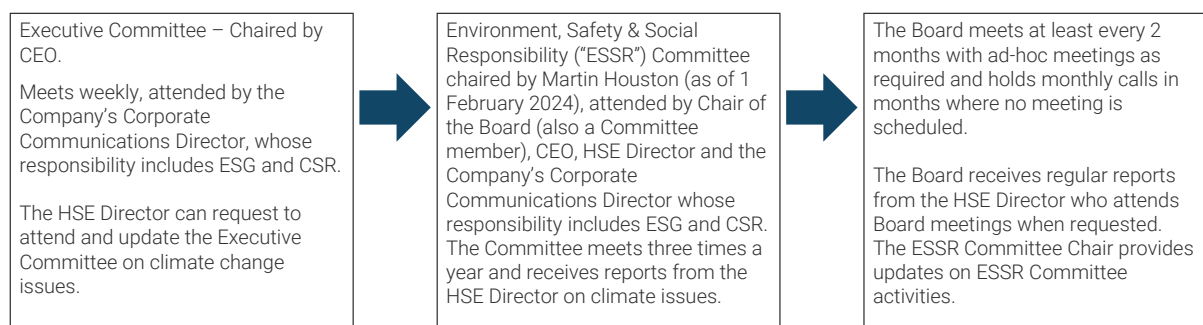 Executive Committee – Chaired by
CEO.
Meets weekly, attended by the
Company’s Corporate
Communications Director, whose
responsibility includes ESG and CSR.
The HSE Director can request to
attend and update the Executive
Committee on climate change
issues.
Environment, Safety & Social
Responsibility (“ESSR”) Committee
chaired by Martin Houston (as of 1
February 2024), attended by Chair of
the Board (also a Committee
member), CEO, HSE Director and the
Company’s Corporate
Communications Director whose
responsibility includes ESG and CSR.
The Committee meets three times a
year and receives reports from the
HSE Director on climate issues.
The Board meets at least every 2
months with ad-hoc meetings as
required and holds monthly calls in
months where no meeting is
scheduled.
The Board receives regular reports
from the HSE Director who attends
Board meetings when requested.
The ESSR Committee Chair provides
updates on ESSR Committee
activities.